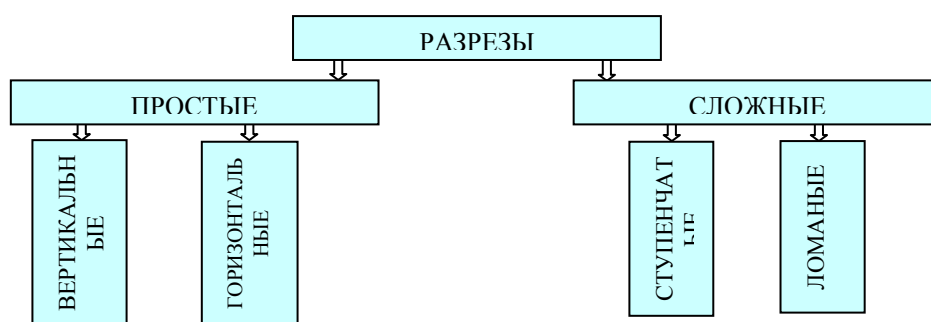 РАЗРЕЗЫ
ПРОСТЫЕ
СЛОЖНЫЕ
ВЕРТИКАЛЬН
ЫЕ
ГОРИЗОНТАЛЬ
НЫЕ
СТУПЕНЧАТ
ЫЕ
ЛОМАНЫЕ